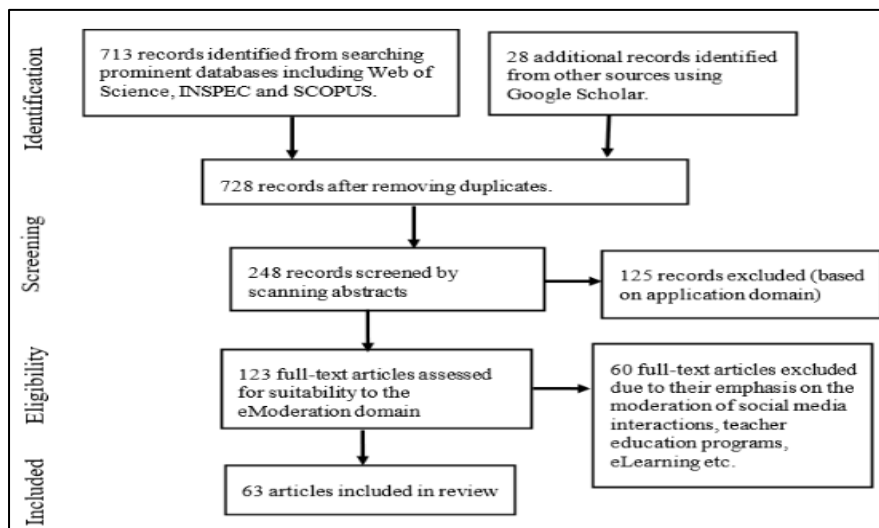 Identification
713 records identified from searching
prominent databases including Web of
Science, INSPEC and SCOPUS.
28 additional records identified
from other sources using
Google Scholar.
728 records after removing duplicates.
Screening
248 records screened by
scanning abstracts
125 records excluded (based
on application domain)
Eligibility
123 full-text articles assessed
for suitability to the
eModeration domain
60 full-text articles excluded
due to their emphasis on the
moderation of social media
interactions, teacher
education programs,
eLearning etc.
Included
63 articles included in review